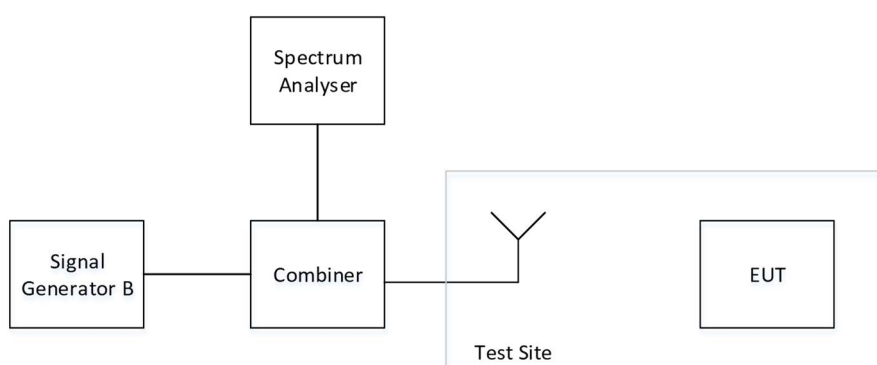 Spectrum
Analyser
Signal
Generator B
Combiner
EUT
Test Site